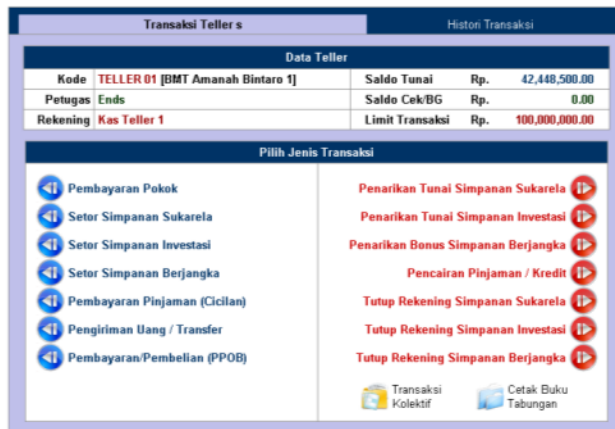 Transaksi Teller s
Histori Transaksi
Data Teller
Kode TELLER 01 [BMT Amanah Bintaro 1] Saldo Tunai Rp. 42,448,500.00
Petugas Ends Saldo Cek/BG Rp. 0.00
Rekening Kas Teller 1 Limit Transaksi Rp. 100,000,000.00
Pilih Jenis Transaksi
Pembayaran Pokok
Setor Simpanan Sukarela
Setor Simpanan Investasi
Setor Simpanan Berjangka
Pembayaran Pinjaman (Cicilan)
Pengiriman Uang / Transfer
Pembayaran/Pembelian (PPOB)
Penarikan Tunai Simpanan Sukarela
Penarikan Tunai Simpanan Investasi
Penarikan Bonus Simpanan Berjangka
Pencairan Pinjaman / Kredit
Tutup Rekening Simpanan Sukarela
Tutup Rekening Simpanan Investasi
Tutup Rekening Simpanan Berjangka
Transaksi
Kolektif
Cetak Buku
Tabungan